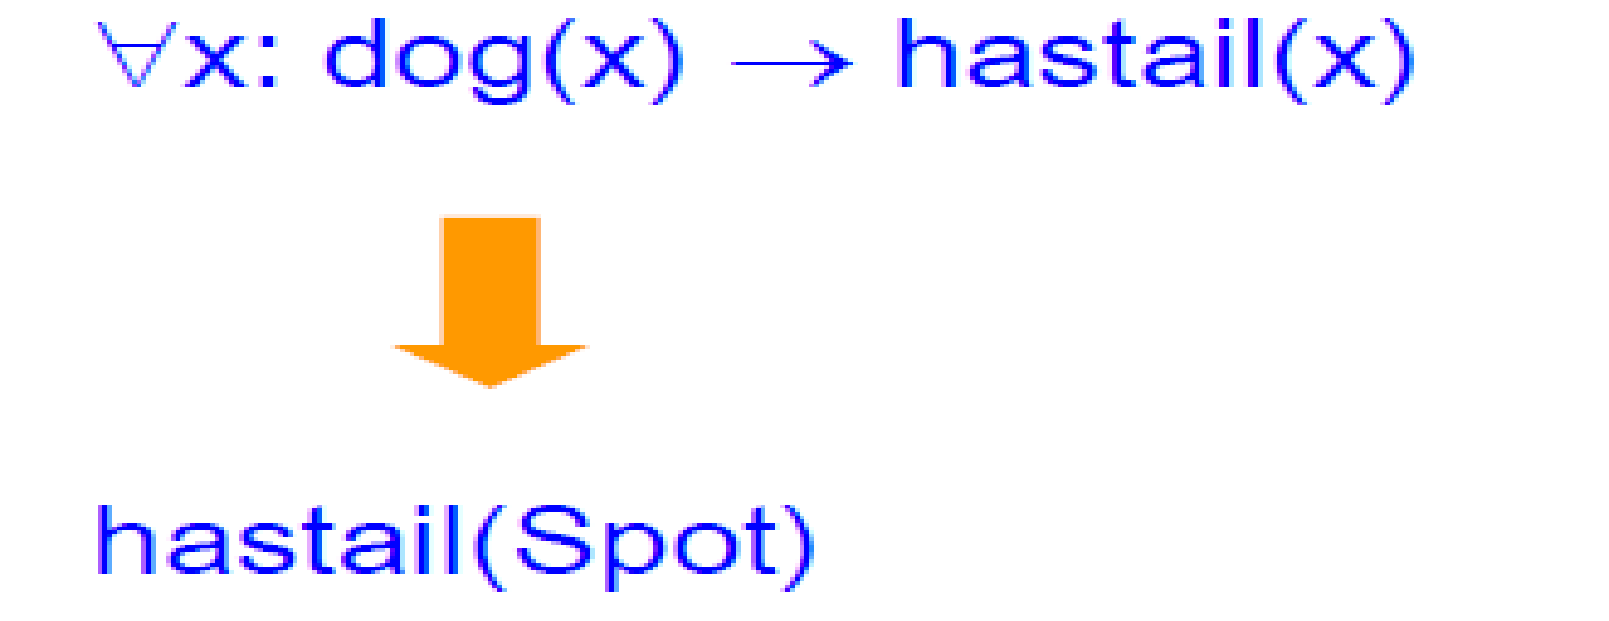 ∀x: dog(x) → hastail(x)
hastail(Spot)